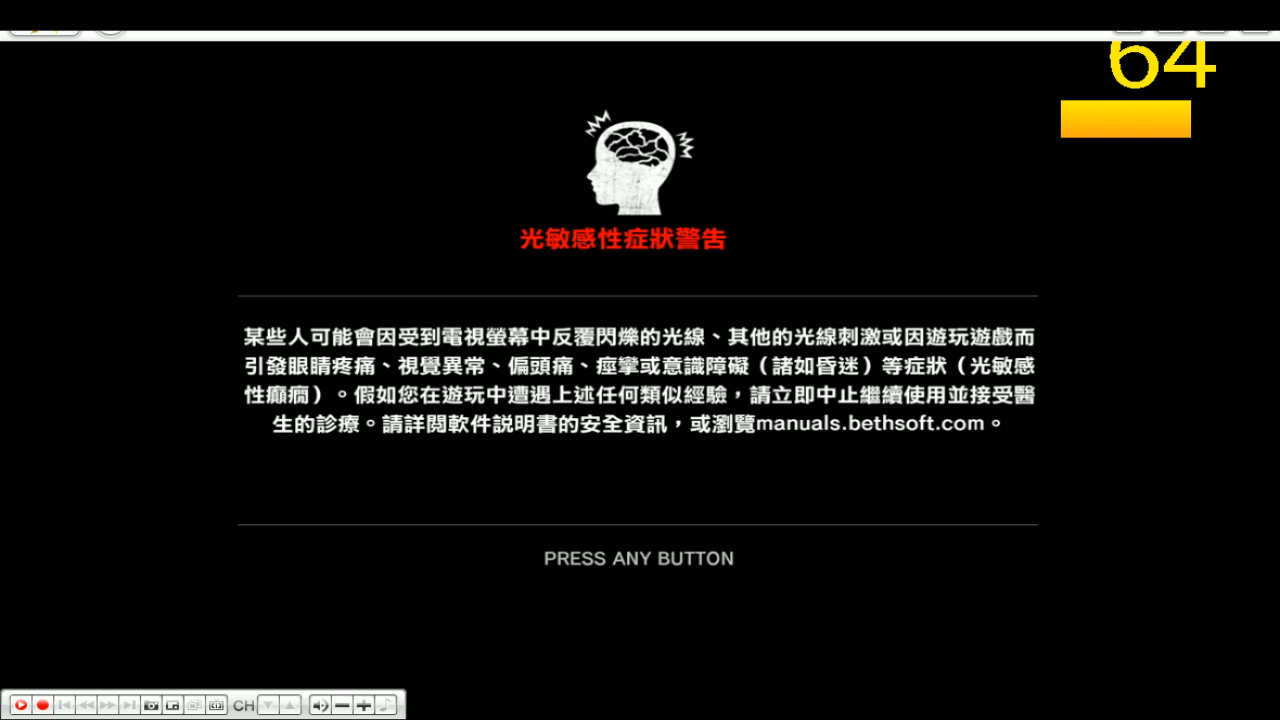 64
光敏感性症狀警告
某些人可能會因受到電視螢幕中反覆閃爍的光線、其他的光線刺激或因遊玩遊戲而
引發眼睛疼痛、視覺異常、偏頭痛、痙攣或意識障礙（諸如昏迷）等症狀（光敏感
性癲癇）。假如您在遊玩中遭遇上述任何類似經驗，請立即中止繼續使用並接受醫
生的診療。請詳閱軟件説明書的安全資訊，或瀏覽manuals.bethsoft.com。
PRESS ANY BUTTON
CH